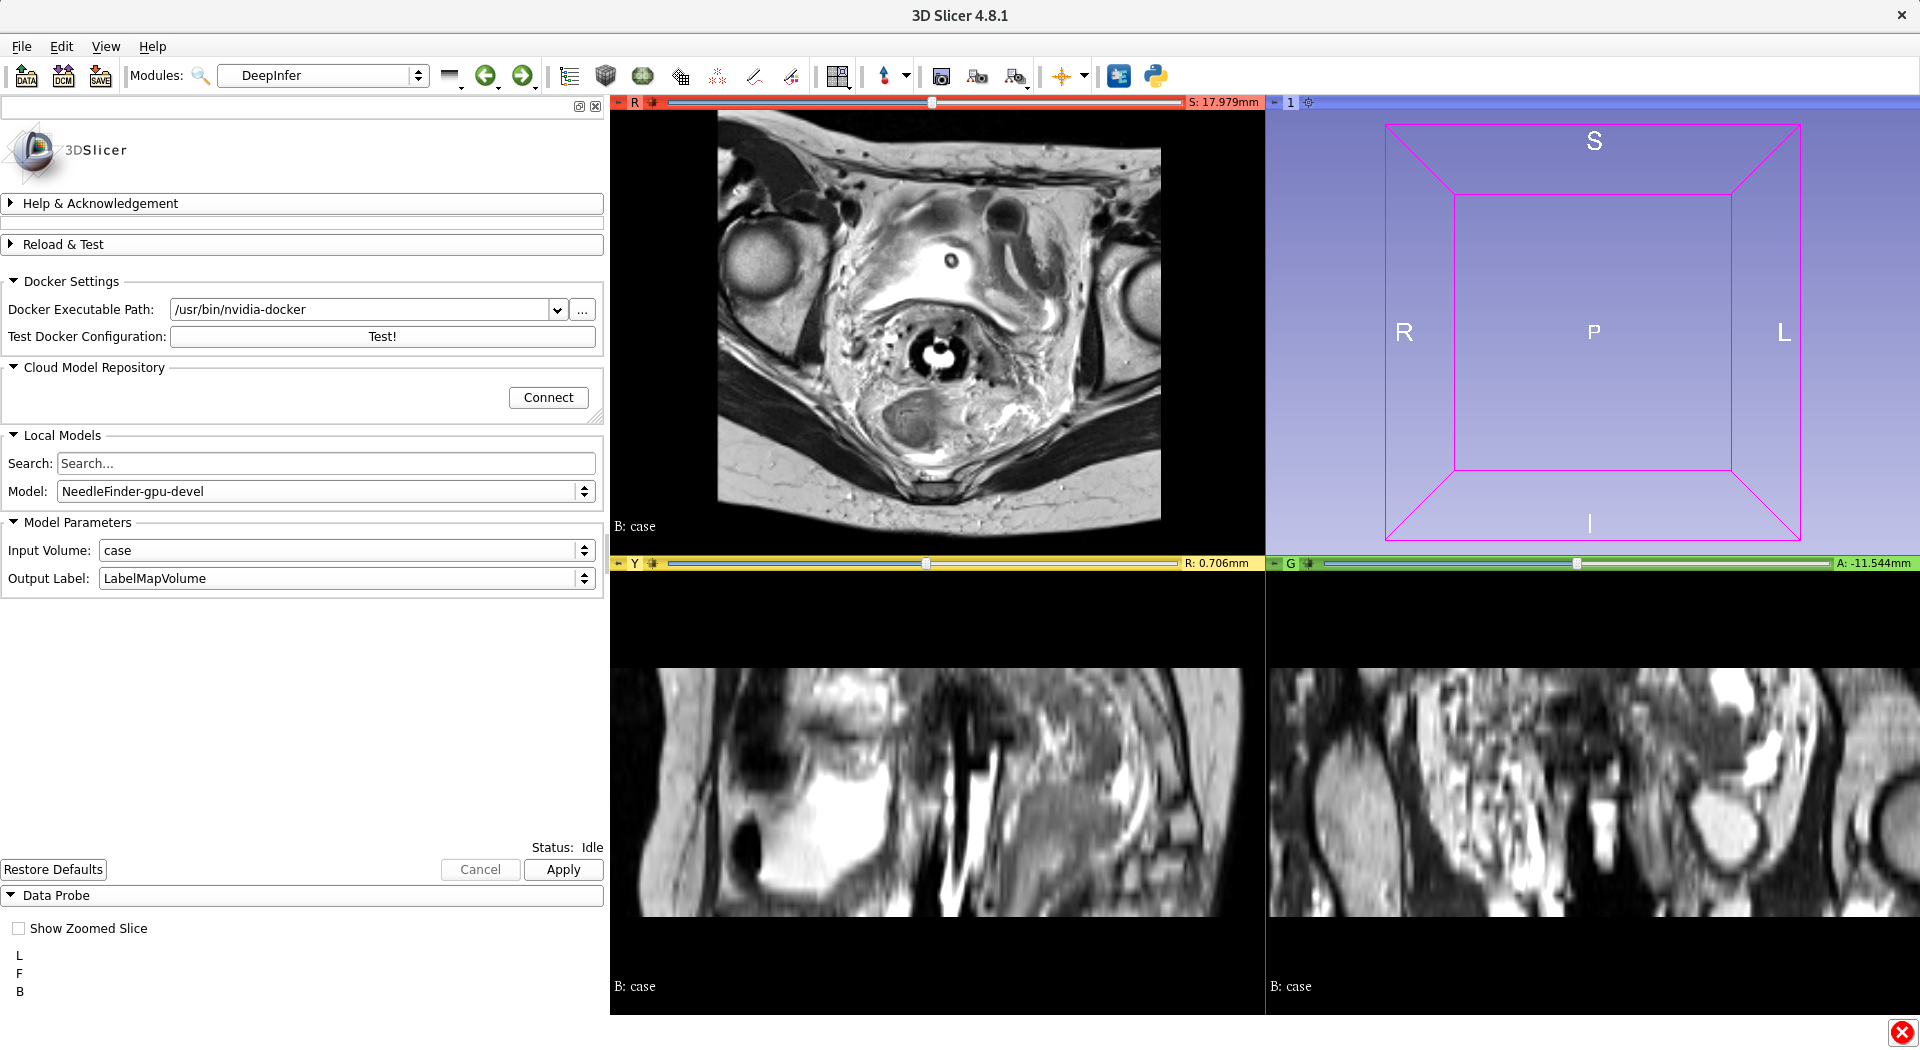 3D Slicer 4.8.1
File Edit View Help
DATA DCM SAVE Modules: DeepInfer
3DSlicer
Help & Acknowledgement
Reload & Test
Docker Settings
Docker Executable Path: /usr/bin/nvidia-docker ...
Test Docker Configuration: Test!
Cloud Model Repository
Connect
Local Models
Search: Search...
Model: NeedleFinder-gpu-devel
Model Parameters
Input Volume: case
Output Label: LabelMapVolume
Status: Idle
Restore Defaults Cancel Apply
Data Probe
Show Zoomed Slice
L
F
B
R S: 17.979mm
B: case
1
S
R P L
I
Y R: 0.706mm
B: case
G A: -11.544mm
B: case